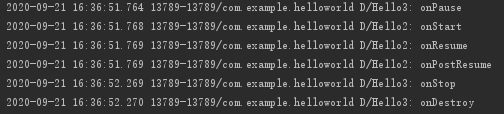 2020-09-21 16:36:51.764 13789-13789/com.example.helloworld D/Hello3: onPause
2020-09-21 16:36:51.768 13789-13789/com.example.helloworld D/Hello2: onStart
2020-09-21 16:36:51.769 13789-13789/com.example.helloworld D/Hello2: onResume
2020-09-21 16:36:51.769 13789-13789/com.example.helloworld D/Hello2: onPostResume
2020-09-21 16:36:52.269 13789-13789/com.example.helloworld D/Hello3: onStop
2020-09-21 16:36:52.270 13789-13789/com.example.helloworld D/Hello3: onDestroy